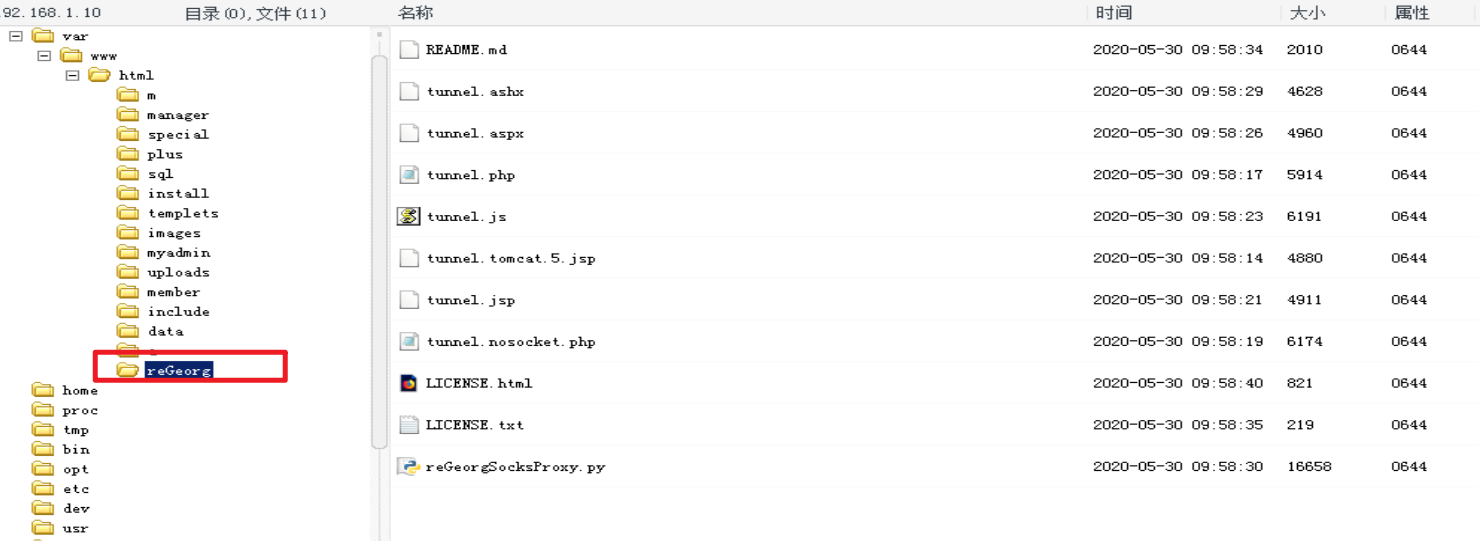 92.168.1.10 目录(0),文件(11) 名称 时间 大小 属性
var
www
html
m
manager
special
plus
sql
install
templets
images
myadmin
uploads
member
include
data
reGeorg
home
proc
tmp
bin
opt
etc
dev
usr
README.md 2020-05-30 09:58:34 2010 0644
tunnel.ashx 2020-05-30 09:58:29 4628 0644
tunnel.aspx 2020-05-30 09:58:26 4960 0644
tunnel.php 2020-05-30 09:58:17 5914 0644
tunnel.js 2020-05-30 09:58:23 6191 0644
tunnel.tomcat.5.jsp 2020-05-30 09:58:14 4880 0644
tunnel.jsp 2020-05-30 09:58:21 4911 0644
tunnel.nosocket.php 2020-05-30 09:58:19 6174 0644
LICENSE.html 2020-05-30 09:58:40 821 0644
LICENSE.txt 2020-05-30 09:58:35 219 0644
reGeorgSocksProxy.py 2020-05-30 09:58:30 16658 0644